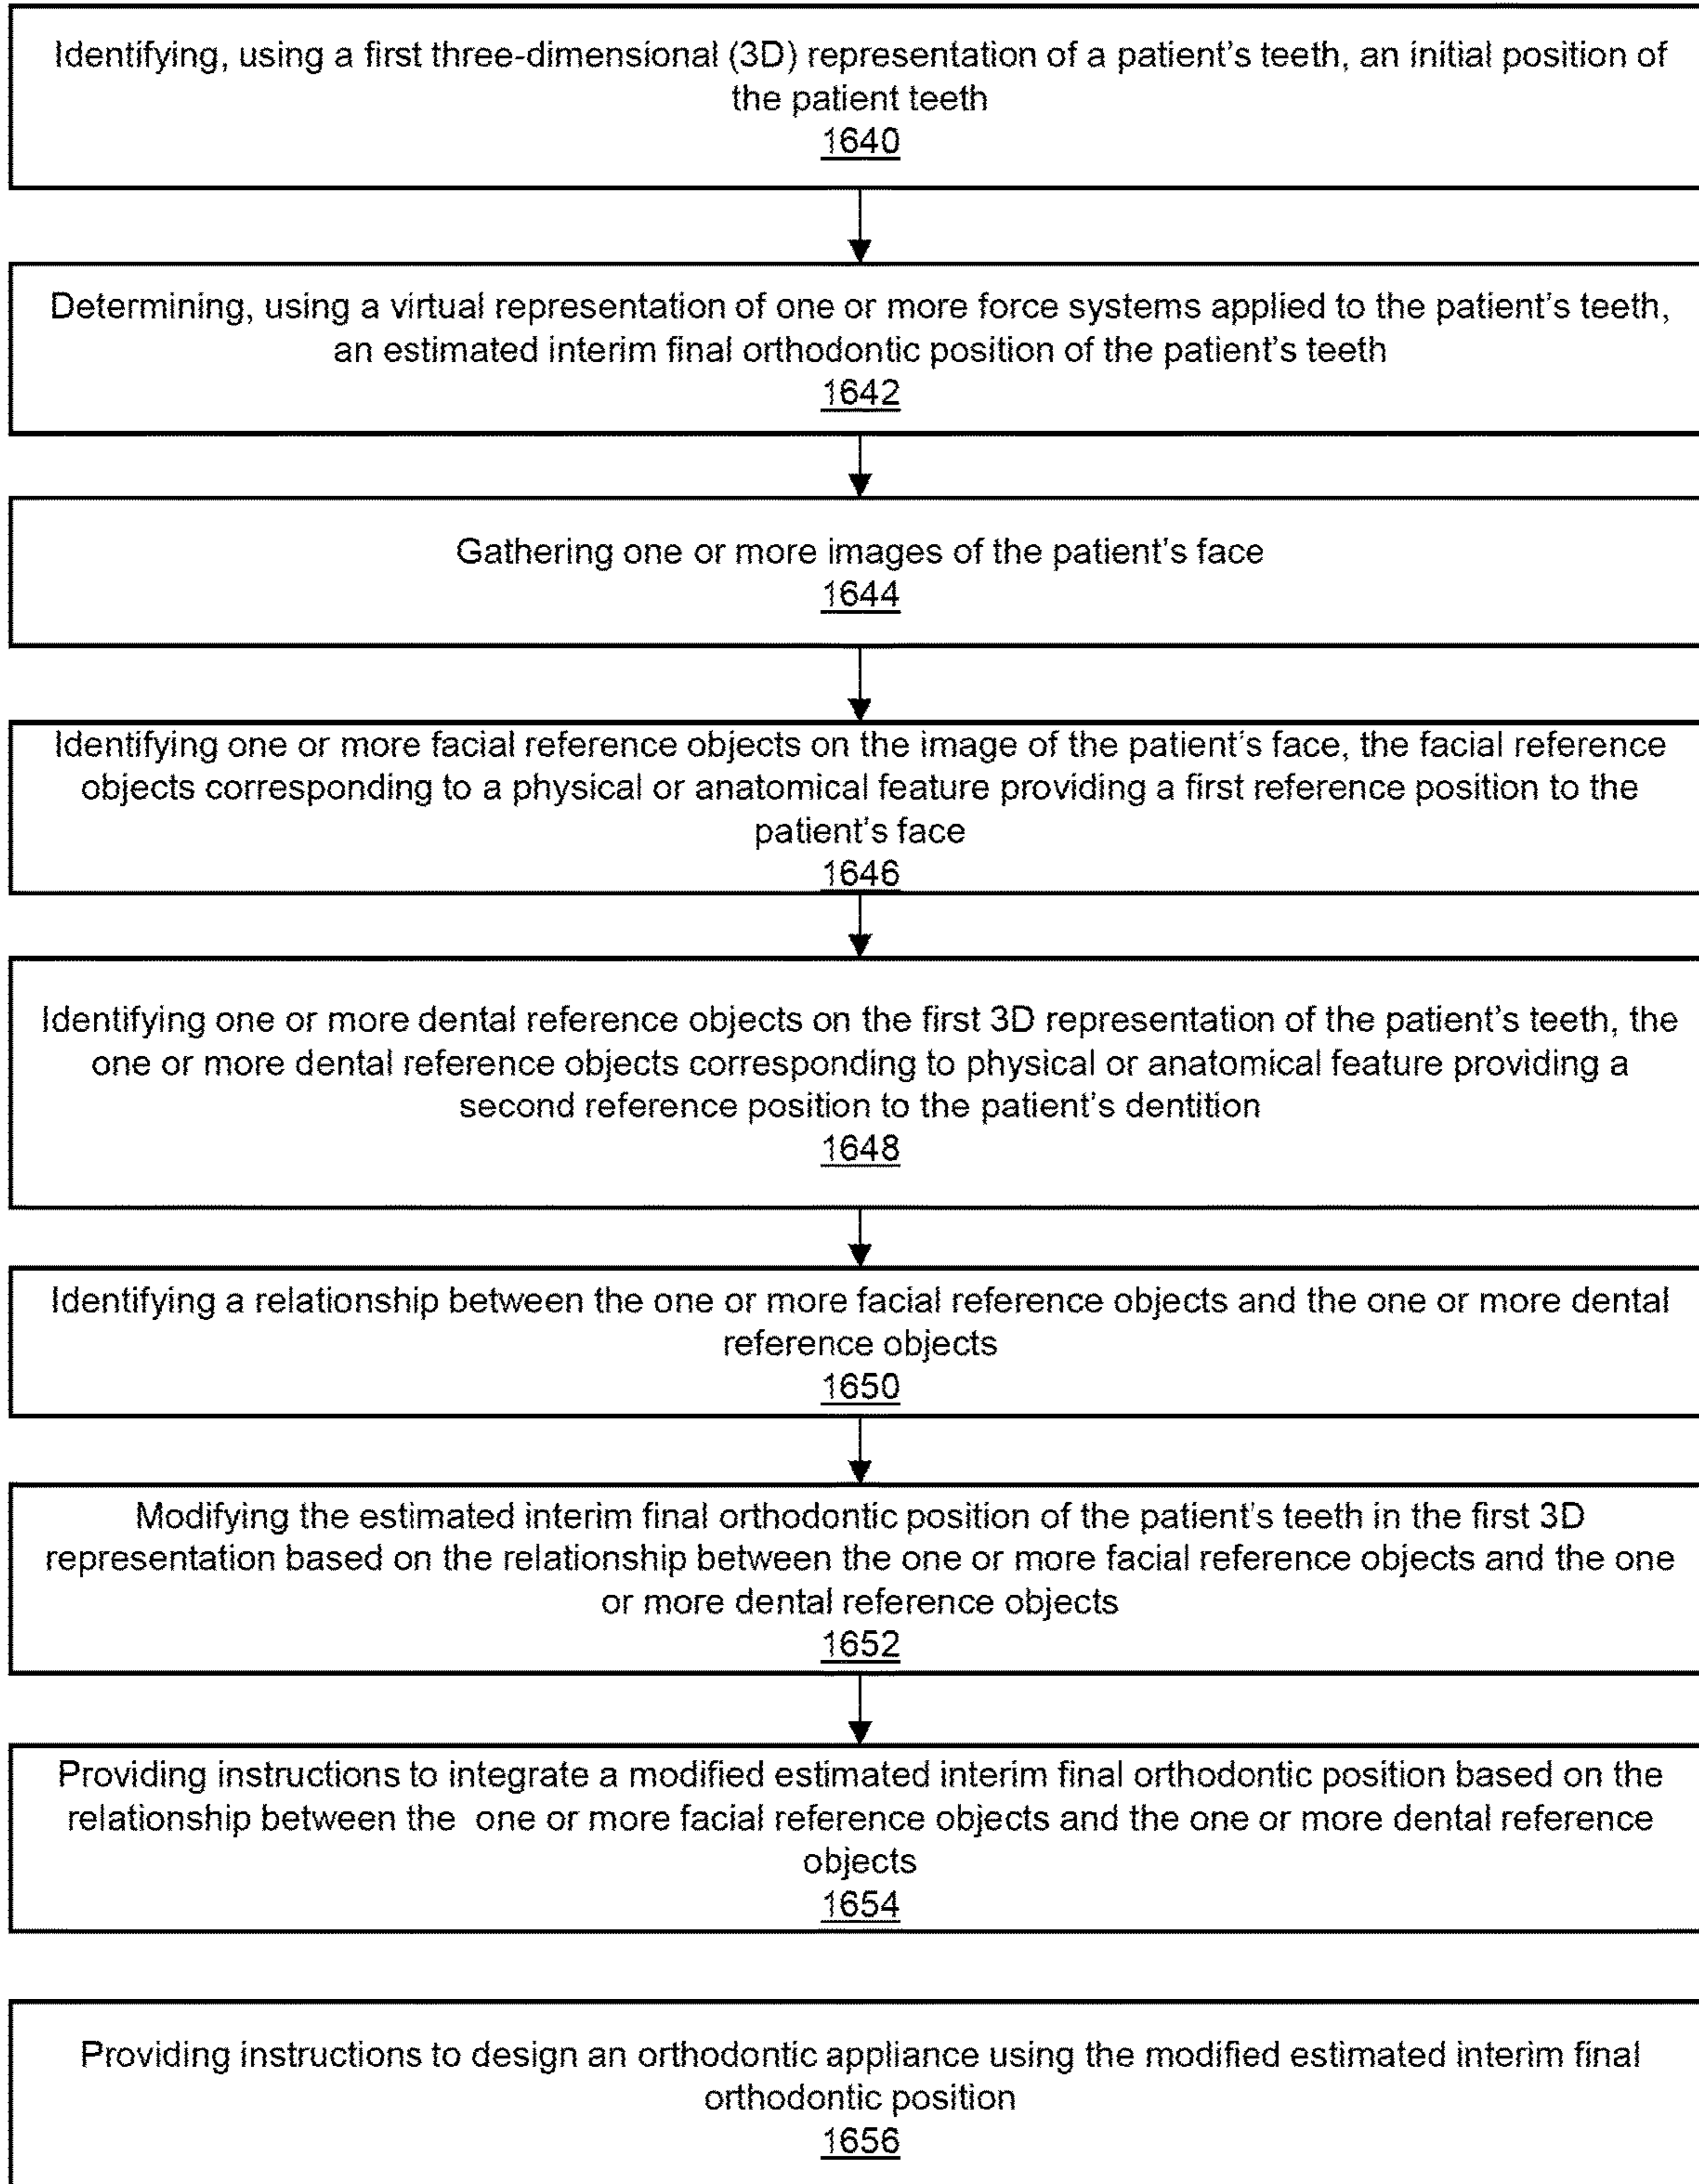 Identifying, using a first three-dimensional (3D) representation of a patient's teeth, an initial position of
the patient teeth
1640
Determining, using a virtual representation of one or more force systems applied to the patient's teeth,
an estimated interim final orthodontic position of the patient's teeth
1642
Gathering one or more images of the patient's face
1644
Identifying one or more facial reference objects on the image of the patient's face, the facial reference
objects corresponding to a physical or anatomical feature providing a first reference position to the
patient's face
1646
Identifying one or more dental reference objects on the first 3D representation of the patient's teeth, the
one or more dental reference objects corresponding to physical or anatomical feature providing a
second reference position to the patient's dentition
1648
Identifying a relationship between the one or more facial reference objects and the one or more dental
reference objects
1650
Modifying the estimated interim final orthodontic position of the patient's teeth in the first 3D
representation based on the relationship between the one or more facial reference objects and the one
or more dental reference objects
1652
Providing instructions to integrate a modified estimated interim final orthodontic position based on the
relationship between the one or more facial reference objects and the one or more dental reference
objects
1654
Providing instructions to design an orthodontic appliance using the modified estimated interim final
orthodontic position
1656